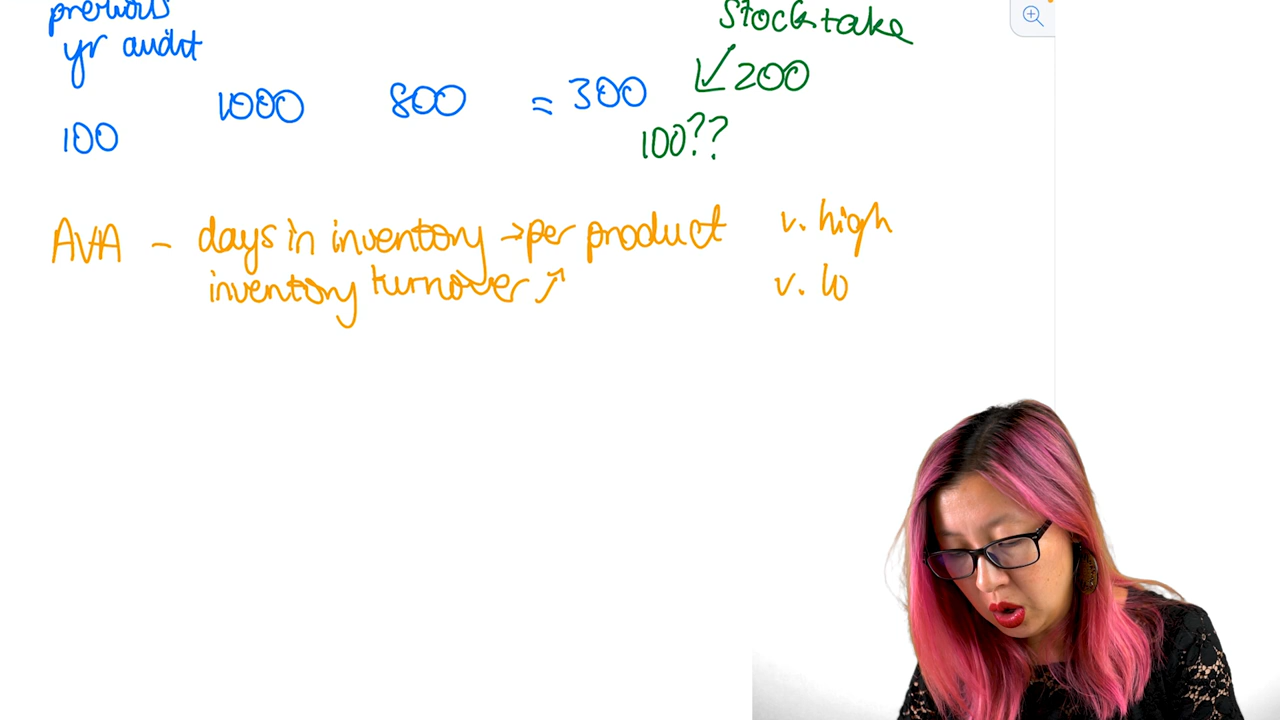 previous
yr audit
Stocktake
100
1000
800
= 300
200
100??
AVA - days in inventory → per product
inventory turnover
v. high
v. lo